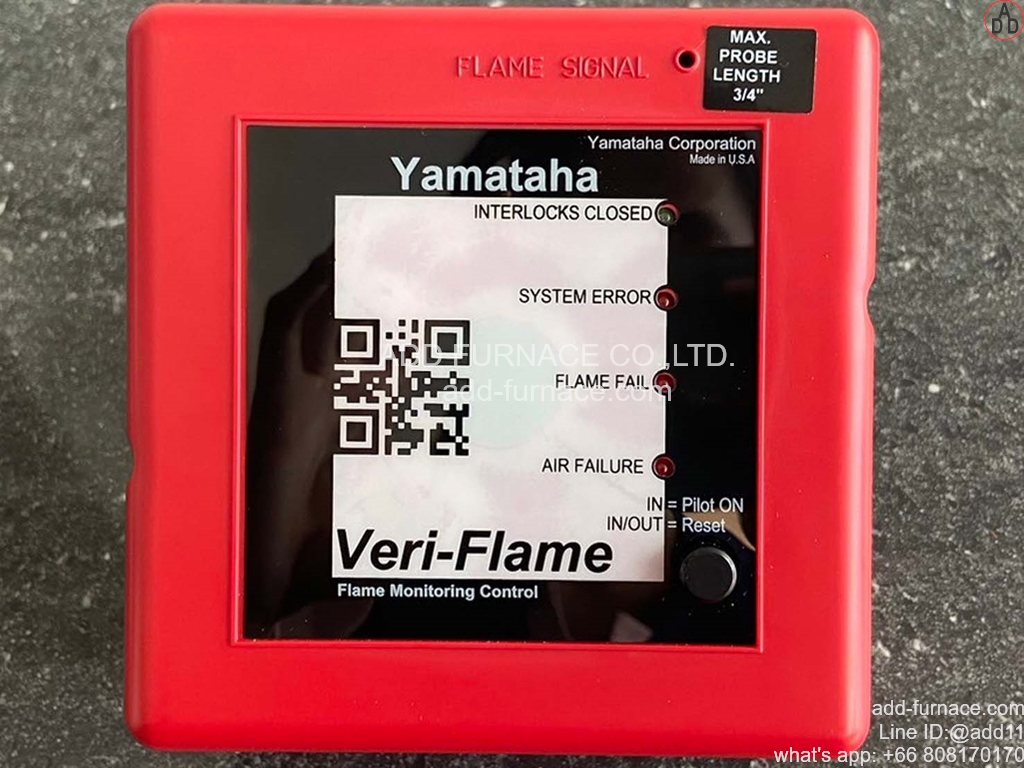 ADD
MAX.
PROBE
LENGTH
3/4"
FLAME SIGNAL
Yamataha Corporation
Made in U.S.A
Yamataha
INTERLOCKS CLOSED
SYSTEM ERROR
ADD FURNACE CO.,LTD.
FLAME FAIL
add-furnace.com
AIR FAILURE
IN = Pilot ON
IN/OUT = Reset
Veri-Flame
Flame Monitoring Control
add-furnace.com
Line ID:@add11
what's app: +66 808170170